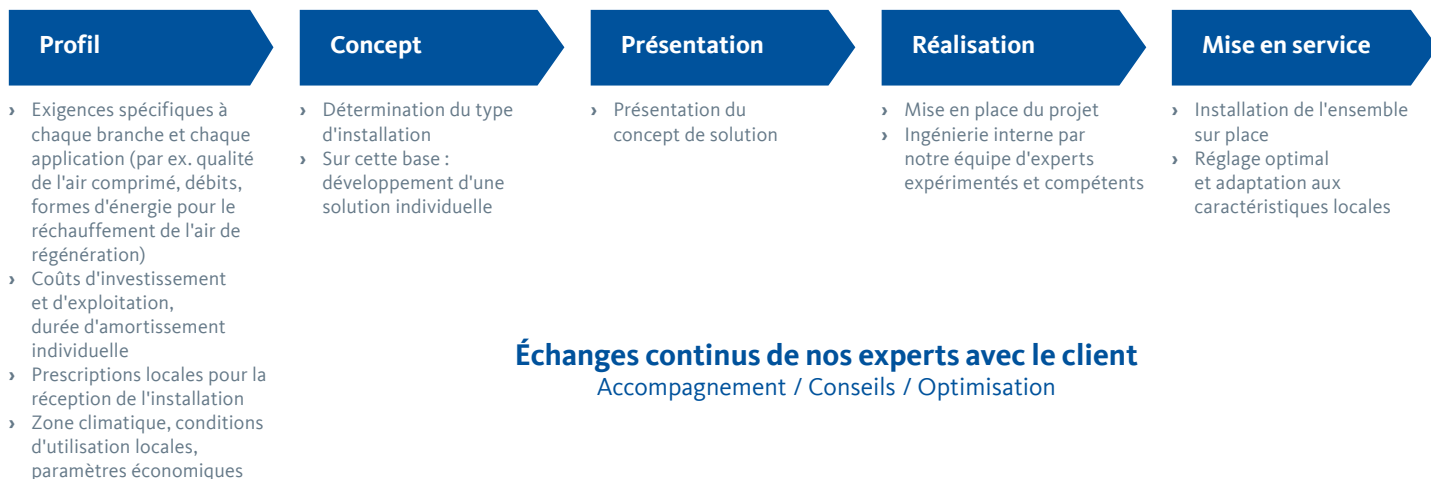 Profil
› Exigences spécifiques à
chaque branche et chaque
application (par ex. qualité
de l'air comprimé, débits,
formes d'énergie pour le
réchauffement de l'air de
régénération)
› Coûts d'investissement
et d'exploitation,
durée d'amortissement
individuelle
› Prescriptions locales pour la
réception de l'installation
› Zone climatique, conditions
d'utilisation locales,
paramètres économiques
Concept
› Détermination du type
d'installation
› Sur cette base :
développement d'une
solution individuelle
Présentation
› Présentation du
concept de solution
Réalisation
› Mise en place du projet
› Ingénierie interne par
notre équipe d'experts
expérimentés et compétents
Mise en service
› Installation de l'ensemble
sur place
› Réglage optimal
et adaptation aux
caractéristiques locales
Échanges continus de nos experts avec le client
Accompagnement / Conseils / Optimisation